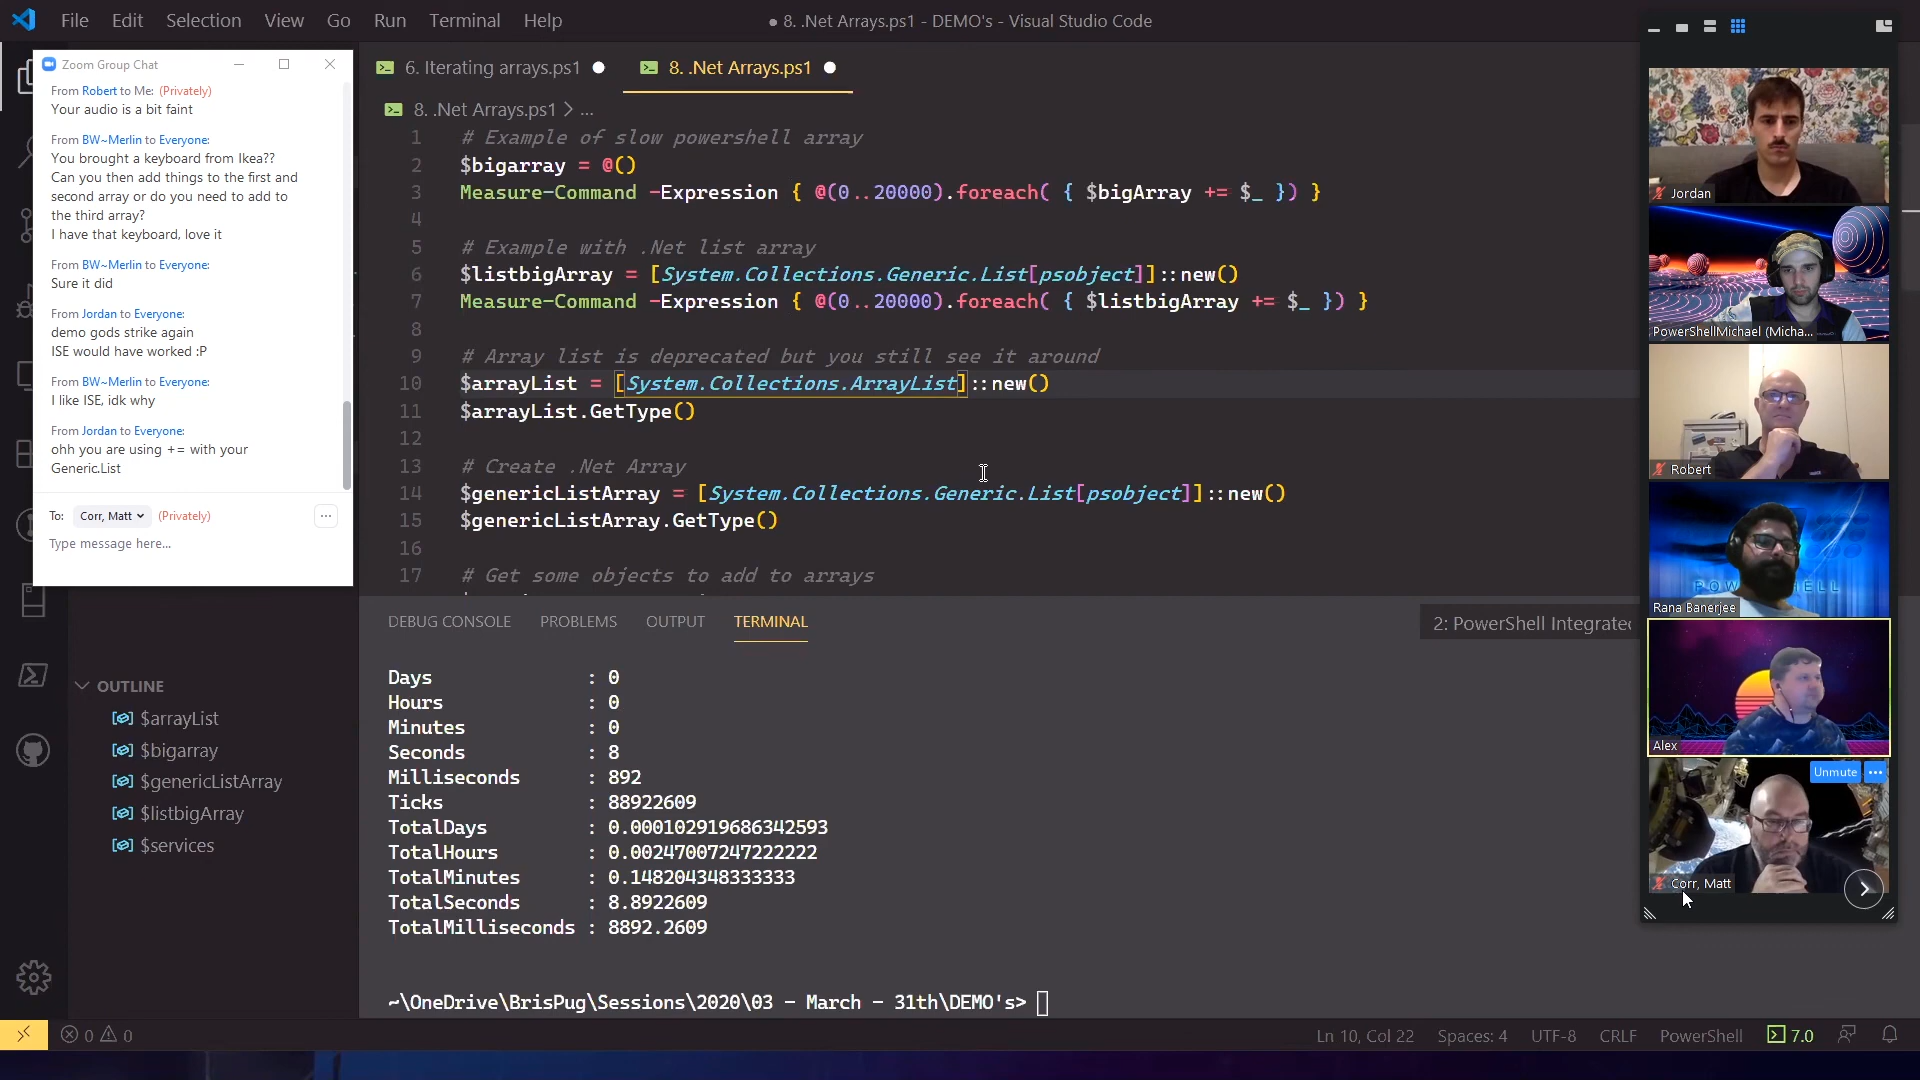 File Edit Selection View Go Run Terminal Help
● 8. .Net Arrays.ps1 - DEMO's - Visual Studio Code
Zoom Group Chat
From Robert to Me: (Privately)
Your audio is a bit faint
From BW~Merlin to Everyone:
You brought a keyboard from Ikea??
Can you then add things to the first and
second array or do you need to add to
the third array?
I have that keyboard, love it
From BW~Merlin to Everyone:
Sure it did
From Jordan to Everyone:
demo gods strike again
ISE would have worked :P
From BW~Merlin to Everyone:
I like ISE, idk why
From Jordan to Everyone:
ohh you are using += with your
Generic.List
To: Corr, Matt (Privately)
...
Type message here...
OUTLINE
$arrayList
$bigarray
$genericListArray
$listbigArray
$services
6. Iterating arrays.ps1 ●
8. .Net Arrays.ps1 ●
8. .Net Arrays.ps1 > ...
1 # Example of slow powershell array
2 $bigarray = @()
3 Measure-Command -Expression { @(0..20000).foreach( { $bigArray += $_ }) }
4
5 # Example with .Net list array
6 $listbigArray = [System.Collections.Generic.List[psobject]]::new()
7 Measure-Command -Expression { @(0..20000).foreach( { $listbigArray += $_ }) }
8
9 # Array list is deprecated but you still see it around
10 $arrayList = [System.Collections.ArrayList]::new()
11 $arrayList.GetType()
12
13 # Create .Net Array
14 $genericListArray = [System.Collections.Generic.List[psobject]]::new()
15 $genericListArray.GetType()
16
17 # Get some objects to add to arrays
DEBUG CONSOLE PROBLEMS OUTPUT TERMINAL
2: PowerShell Integrated
Days : 0
Hours : 0
Minutes : 0
Seconds : 8
Milliseconds : 892
Ticks : 88922609
TotalDays : 0.000102919686342593
TotalHours : 0.00247007247222222
TotalMinutes : 0.148204348333333
TotalSeconds : 8.8922609
TotalMilliseconds : 8892.2609
~\OneDrive\BrisPug\Sessions\2020\03 - March - 31th\DEMO's>
Jordan
PowerShellMichael (Micha...
Robert
POW SHELL
Rana Banerjee
Alex
Unmute ...
Corr, Matt
0 0
Ln 10, Col 22 Spaces: 4 UTF-8 CRLF PowerShell 7.0